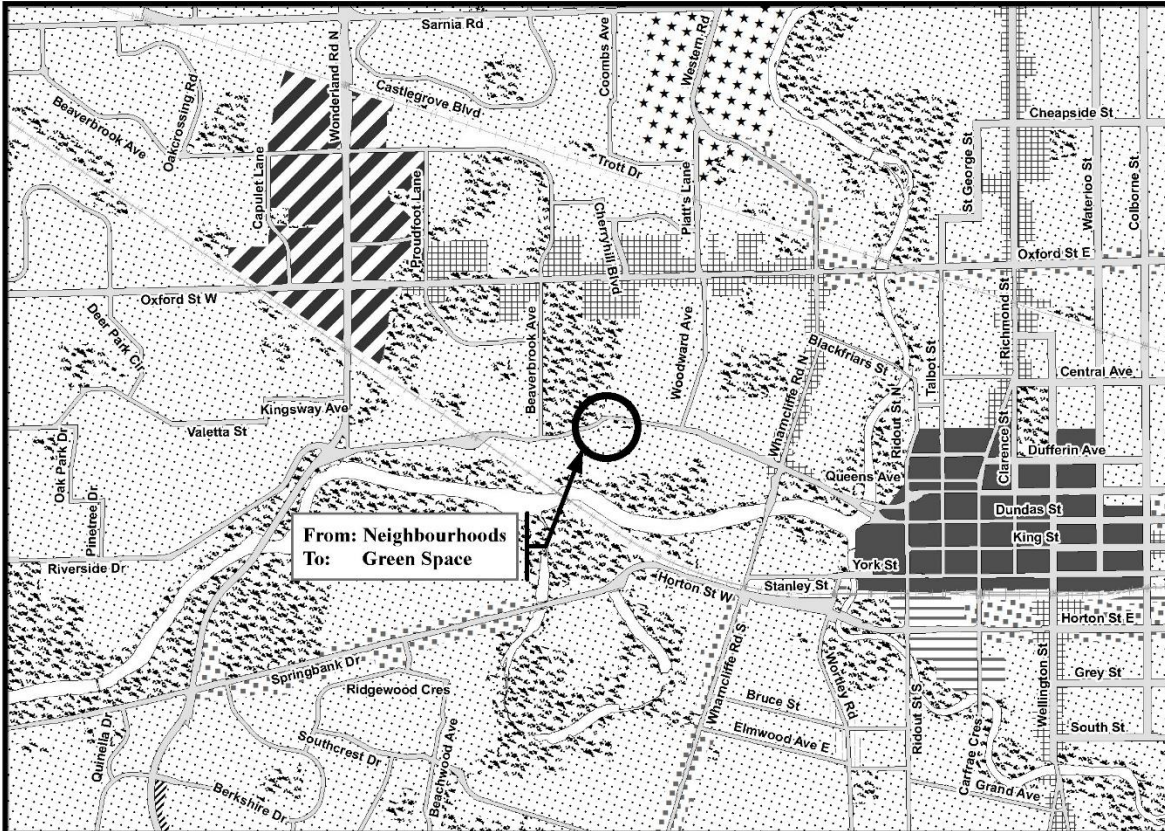 Sarnia Rd
Wonderland Rd N
Coombs Ave
Western Rd
Oakcrossing Rd
Beaverbrook Ave
Castlegrove Blvd
Cheapside St
St George St
Waterloo St
Colborne St
Trott Dr
Capulet Lane
Proudfoot Lane
Platt's Lane
Cherryhill Blvd
Oxford St E
Oxford St W
Richmond St
Deer Park Cir
Beaverbrook Ave
Woodward Ave
Blackfriars St
Talbot St
Central Ave
Wharncliffe Rd N
Ridout St N
Clarence St
Kingsway Ave
Valetta St
Oak Park Dr
Dufferin Ave
Queens Ave
Pinetree Dr
Dundas St
King St
From: Neighbourhoods
To: Green Space
Riverside Dr
York St
Horton St W
Stanley St
Horton St E
Springbank Dr
Ridgewood Cres
Wharncliffe Rd S
Wortley Rd
Grey St
Bruce St
Ridout St S
Wellington St
South St
Quinella Dr
Southcrest Dr
Beachwood Ave
Elmwood Ave E
Carfrae Cres
Grand Ave
Berkshire Dr